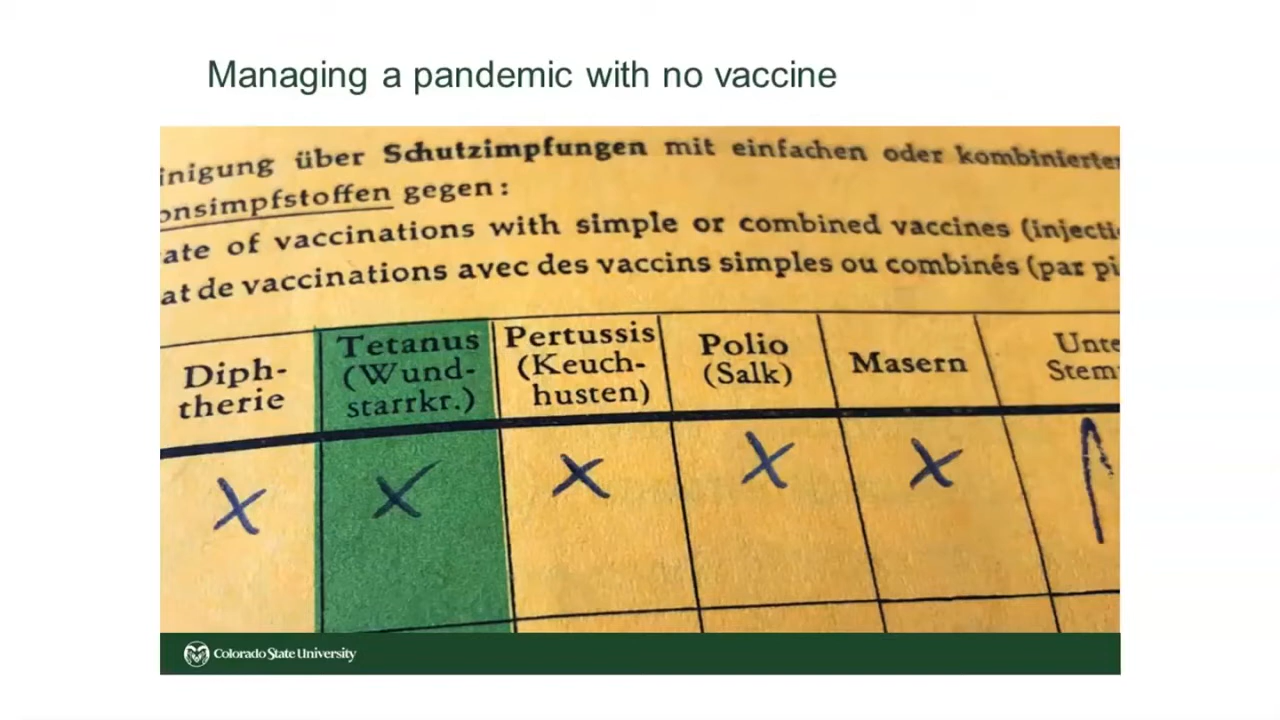 Managing a pandemic with no vaccine
inigung über Schutzimpfungen mit einfachen oder kombinierten
onsimpfstoffen gegen:
ate of vaccinations with simple or combined vaccines (injecti
at de vaccinations avec des vaccins simples ou combinés (par pi
Diph-
therie
Tetanus
(Wund-
starrkr.)
Pertussis
(Keuch-
husten)
Polio
(Salk)
Masern
Unte
Stem
x x x x x
Colorado State University